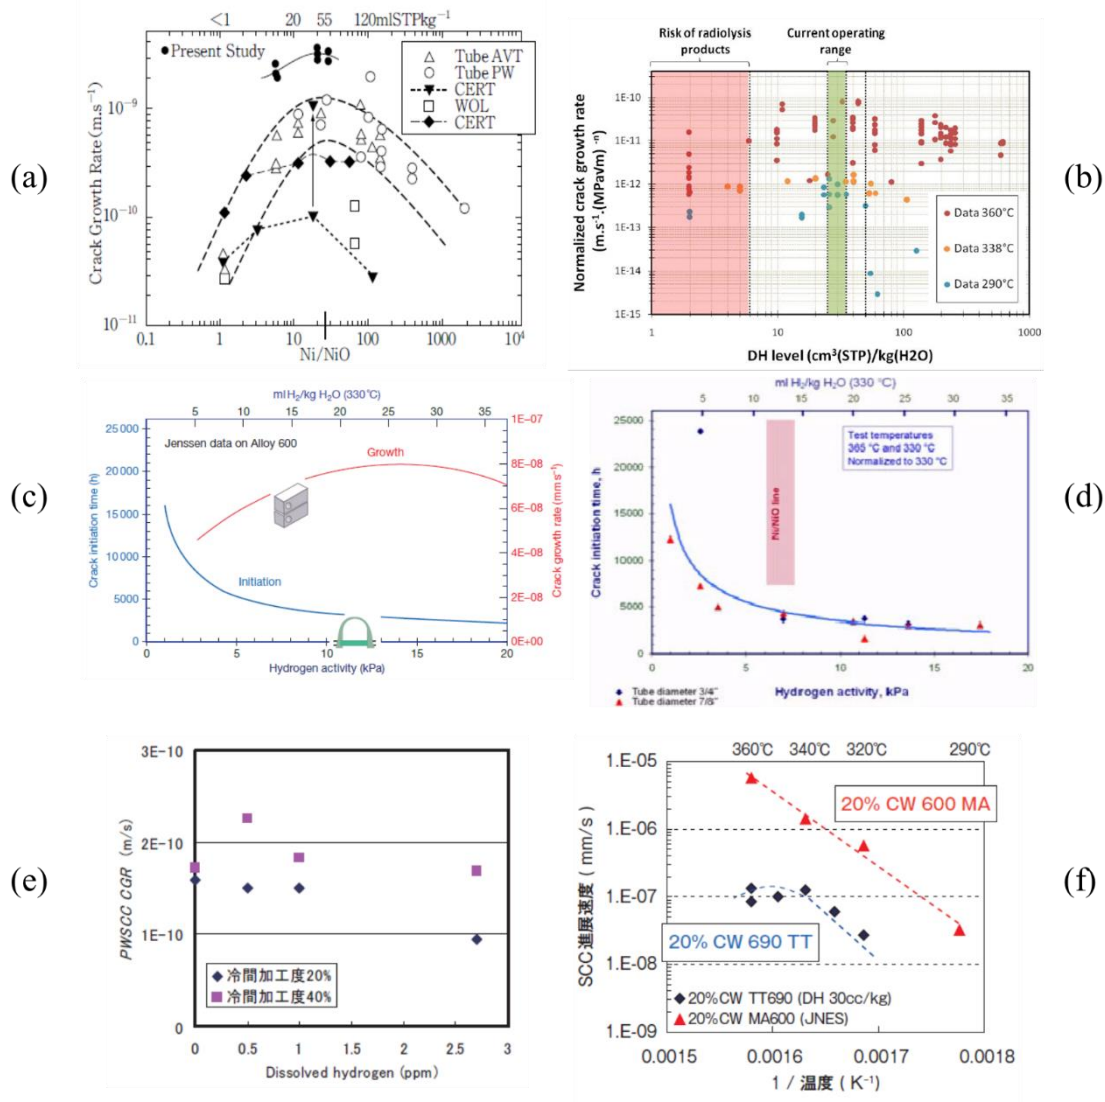 (a)
<1 20 55 120mlSTPkg⁻¹
Present Study
Tube AVT
Tube PW
CERT
WOL
CERT
Crack Growth Rate (m.s⁻¹)
10⁻⁹
10⁻¹⁰
10⁻¹¹
0.1 1 10 100 1000 10⁴
Ni/NiO
(b)
Risk of radiolysis
products
Current operating
range
Normalized crack growth rate
(m.s⁻¹.(MPavm) ⁻ⁿ)
1E-10
1E-11
1E-12
1E-13
1E-14
1E-15
Data 360°C
Data 338°C
Data 290°C
1 10 100 1000
DH level (cm³(STP)/kg(H2O)
(c)
ml H₂/kg H₂O (330°C)
5 10 15 20 25 30 35
Jenssen data on Alloy 600
Growth
Initiation
Crack initiation time (h)
25 000
20 000
15 000
10 000
5000
0
Crack growth rate (mm s⁻¹)
1E-07
8E-08
6E-08
4E-08
2E-08
0E+00
0 5 10 15 20
Hydrogen activity (kPa)
(d)
ml H₂/kg H₂O (330 °C)
5 10 15 20 25 30
Test temperatures
365 °C and 330 °C
Normalized to 330 °C
Ni/NiO line
Crack initiation time, h
25000
20000
15000
10000
5000
0
0 5 10 15 20
Hydrogen activity, kPa
Tube diameter 3/4"
Tube diameter 7/8"
(e)
PWSCC CGR (m/s)
3E-10
2E-10
1E-10
0
冷間加工度20%
冷間加工度40%
0 0.5 1 1.5 2 2.5 3
Dissolved hydrogen (ppm)
(f)
360℃ 340℃ 320℃ 290℃
SCC進展速度 (mm/s)
1.E-05
1.E-06
1.E-07
1.E-08
1.E-09
20% CW 600 MA
20% CW 690 TT
20%CW TT690 (DH 30cc/kg)
20%CW MA600 (JNES)
0.0015 0.0016 0.0017 0.0018
1 / 温度 ( K⁻¹)